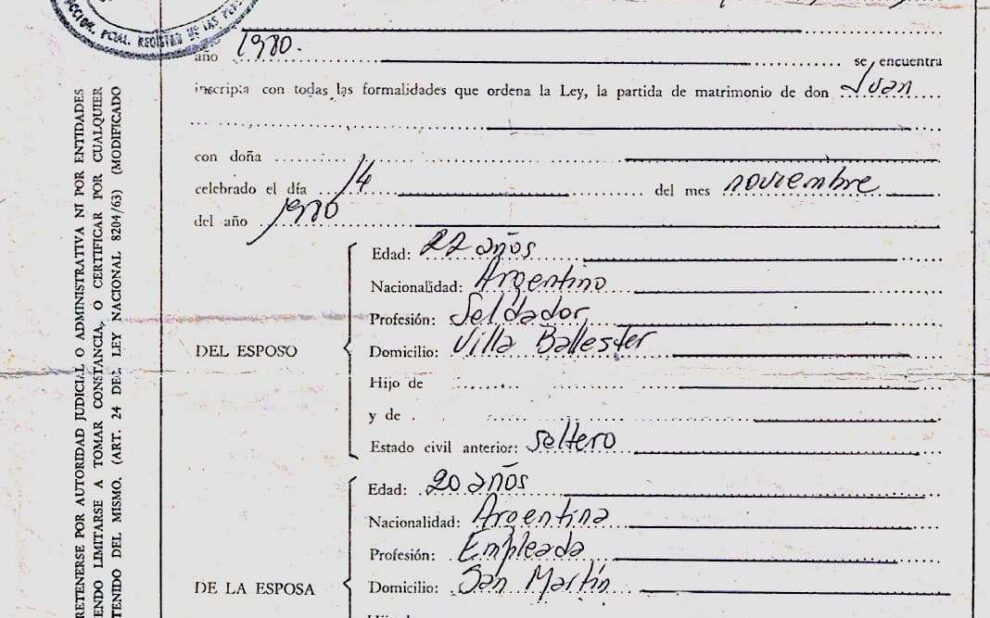 año 1980. se encuentra
inscripta con todas las formalidades que ordena la Ley, la partida de matrimonio de don Juan
con doña
celebrado el día 14 del mes noviembre
del año 1980
DEL ESPOSO
Edad: 22 años
Nacionalidad: Argentino
Profesión: Soldador
Domicilio: Villa Ballester
Hijo de
y de
Estado civil anterior: soltero
DE LA ESPOSA
Edad: 20 años
Nacionalidad: Argentina
Profesión: Empleada
Domicilio: San Martín
RETENERSE POR AUTORIDAD JUDICIAL O ADMINISTRATIVA NI POR ENTIDADES
ENDO LIMITARSE A TOMAR CONSTANCIA, O CERTIFICAR POR CUALQUIER
TENIDO DEL MISMO. (ART. 24 DEL LEY NACIONAL 8204/63) (MODIFICADO
PCIAL. REGISTRO DE LAS